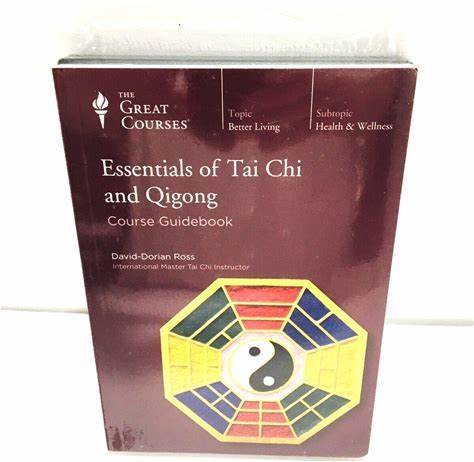 THE
GREAT
COURSES®
Topic
Better Living
Subtopic
Health & Wellness
Essentials of Tai Chi
and Qigong
Course Guidebook
David-Dorian Ross
International Master Tai Chi Instructor